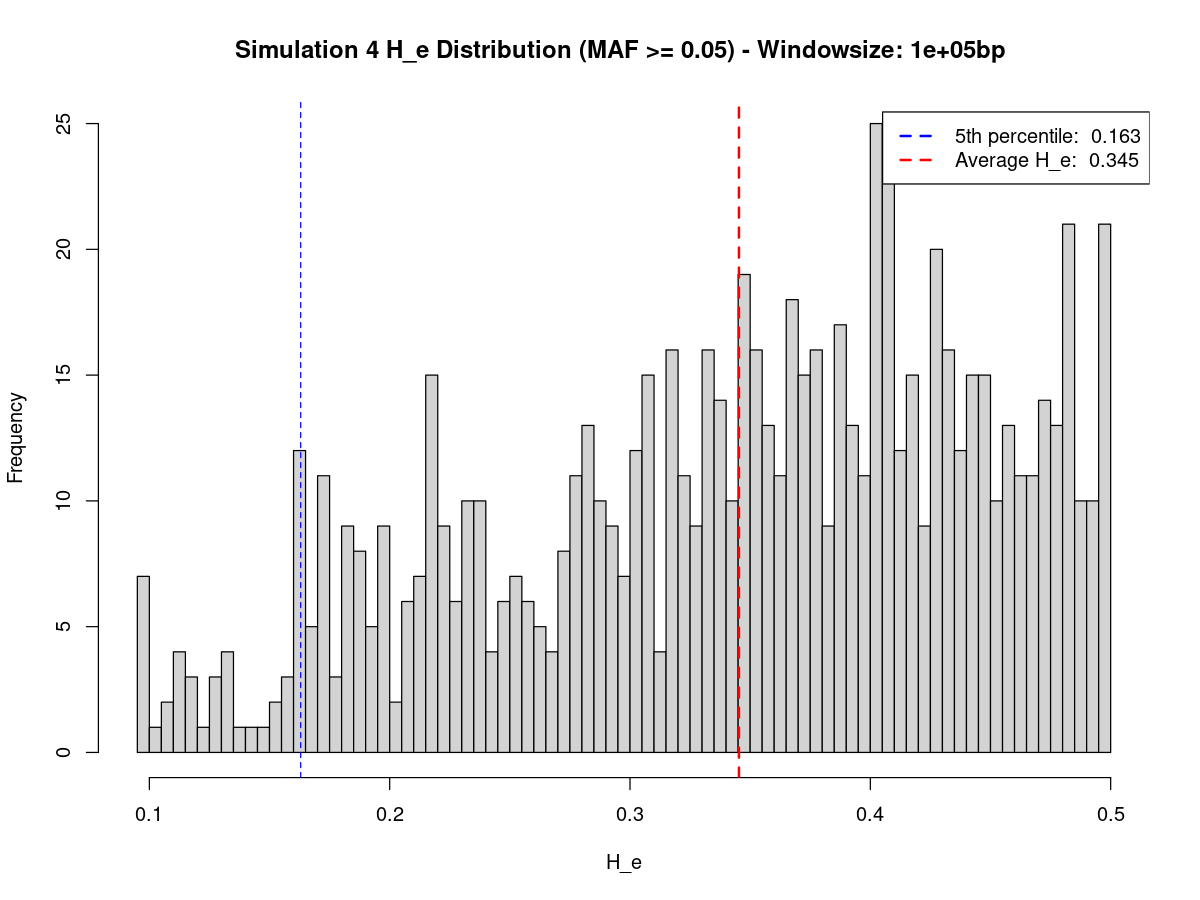 Simulation 4 H_e Distribution (MAF >= 0.05) - Windowsize: 1e+05bp
5th percentile: 0.163
Average H_e: 0.345
Frequency
25
20
15
10
5
0
0.1 0.2 0.3 0.4 0.5
H_e